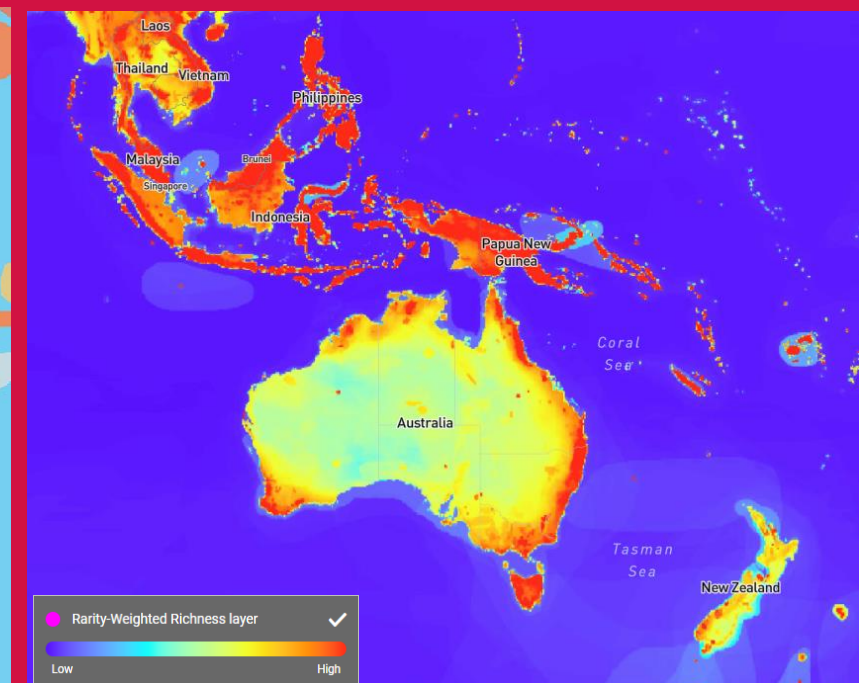 Laos
Thailand
Vietnam
Philippines
Malaysia
Brunei
Singapore
Indonesia
Papua New
Guinea
Coral
Sea
Australia
Tasman
Sea
New Zealand
Rarity-Weighted Richness layer
Low
High